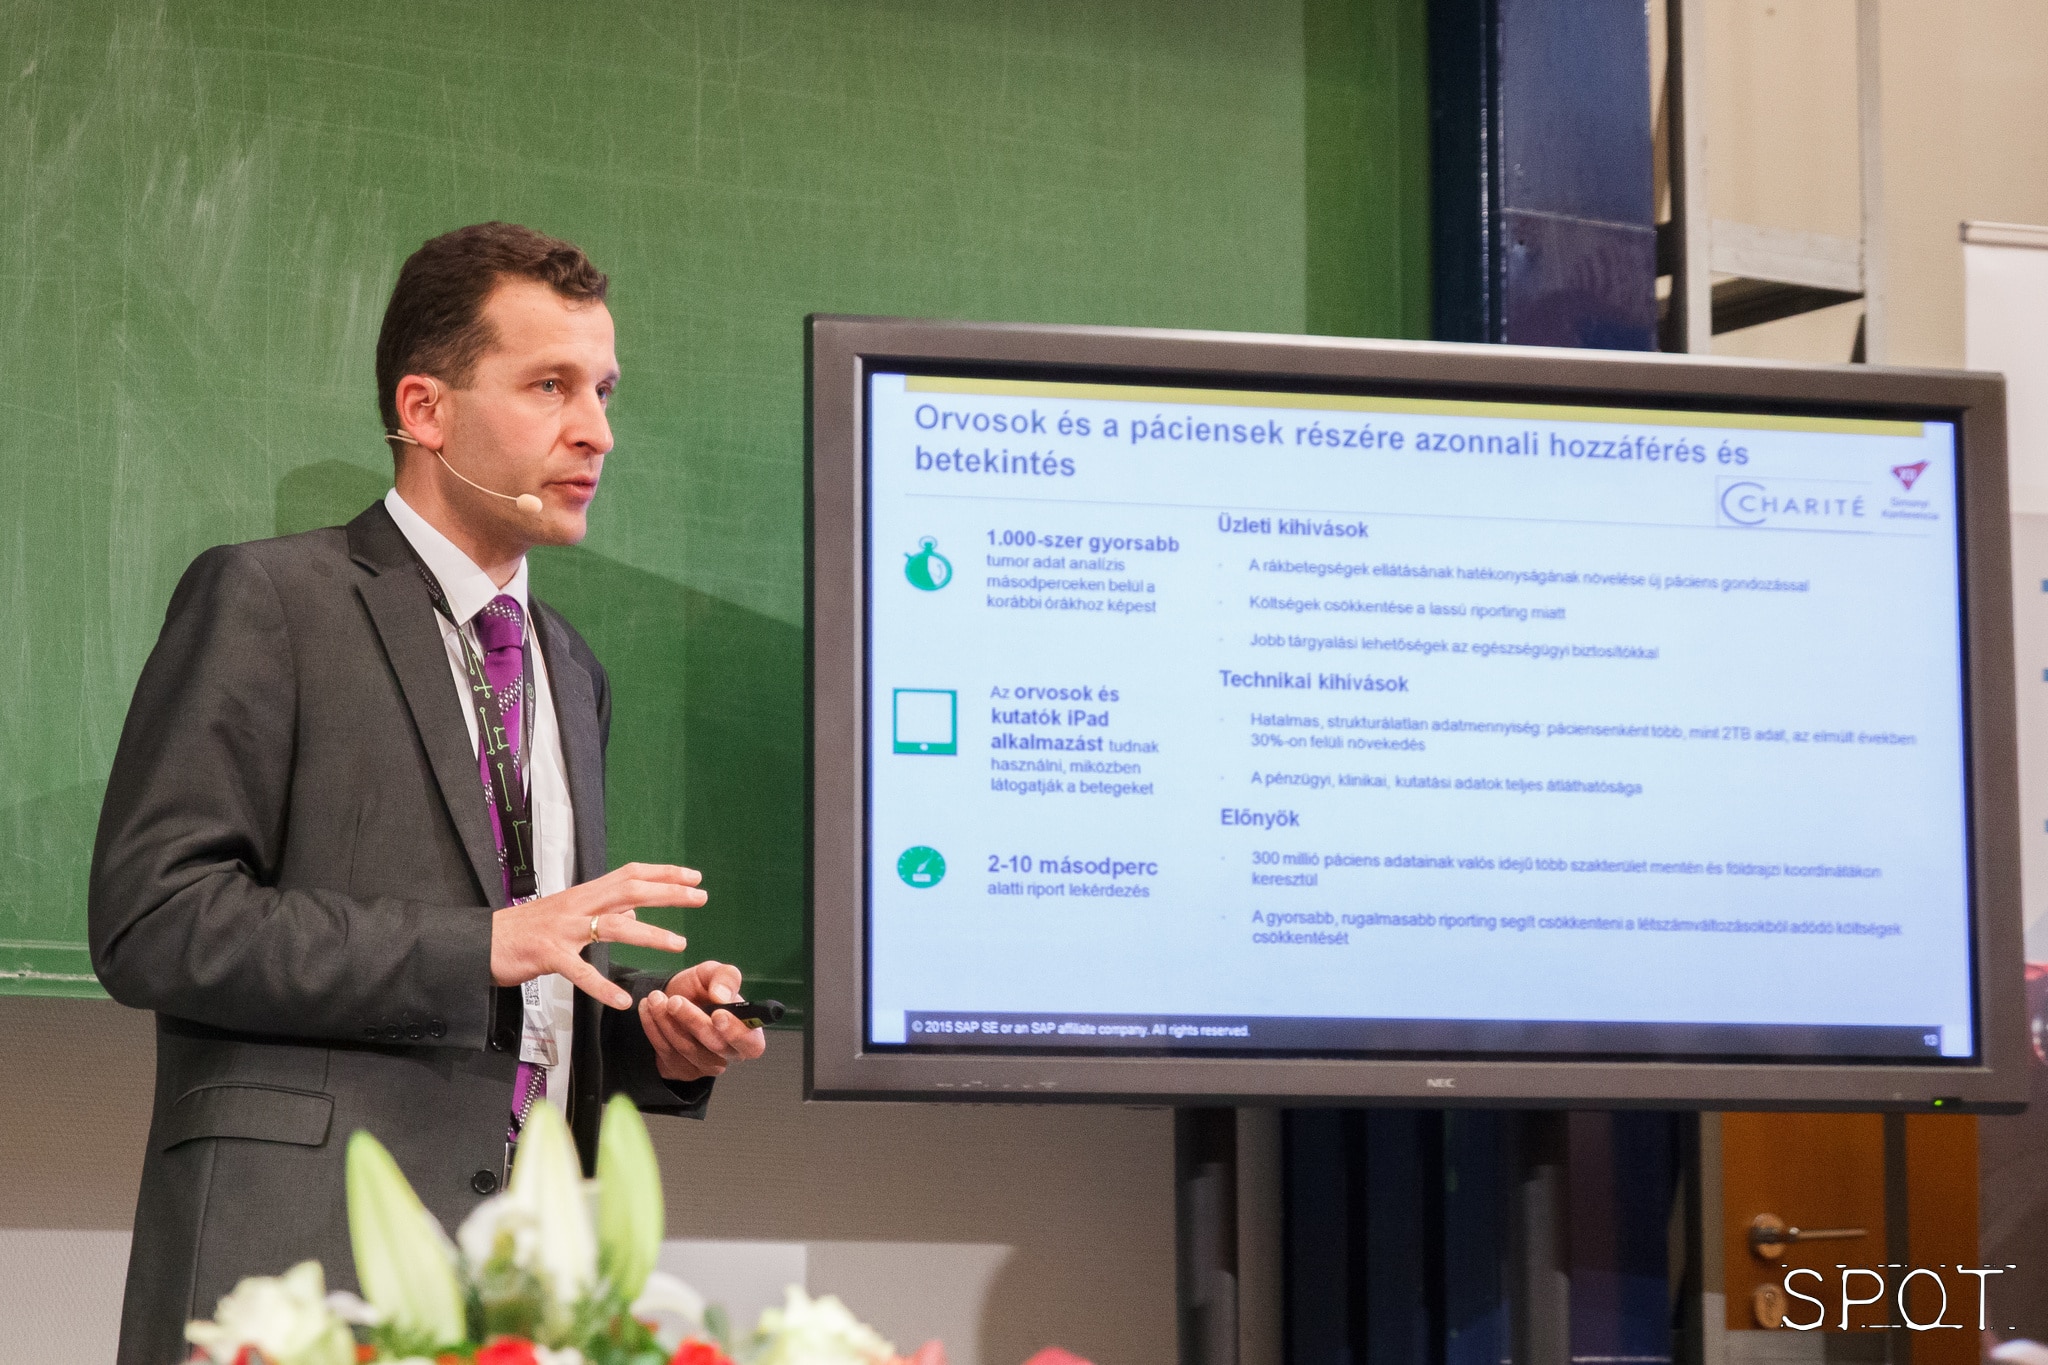 Orvosok és a páciensek részére azonnali hozzáférés és
betekintés
CHARITÉ
1.000-szer gyorsabb
tumor adat analízis
másodperceken belül a
korábbi órákhoz képest
Az orvosok és
kutatók iPad
alkalmazást tudnak
használni, miközben
látogatják a betegeket
2-10 másodperc
alatti riport lekérdezés
Üzleti kihívások
A rákbetegségek ellátásának hatékonyságának növelése új páciens gondozással
Költségek csökkentése a lassú riporting miatt
Jobb tárgyalási lehetőségek az egészségügyi biztosítókkal
Technikai kihívások
Hatalmas, strukturálatlan adatmennyiség: páciensenként több, mint 2TB adat, az elmúlt években
30%-on felüli növekedés
A pénzügyi, klinikai, kutatási adatok teljes átláthatósága
Előnyök
300 millió páciens adatainak valós idejű több szakterület mentén és földrajzi koordinátákon
keresztül
A gyorsabb, rugalmasabb riporting segít csökkenteni a létszámváltozásokból adódó költségek
csökkentését
© 2015 SAP SE or an SAP affiliate company. All rights reserved.
NEC
SPOT